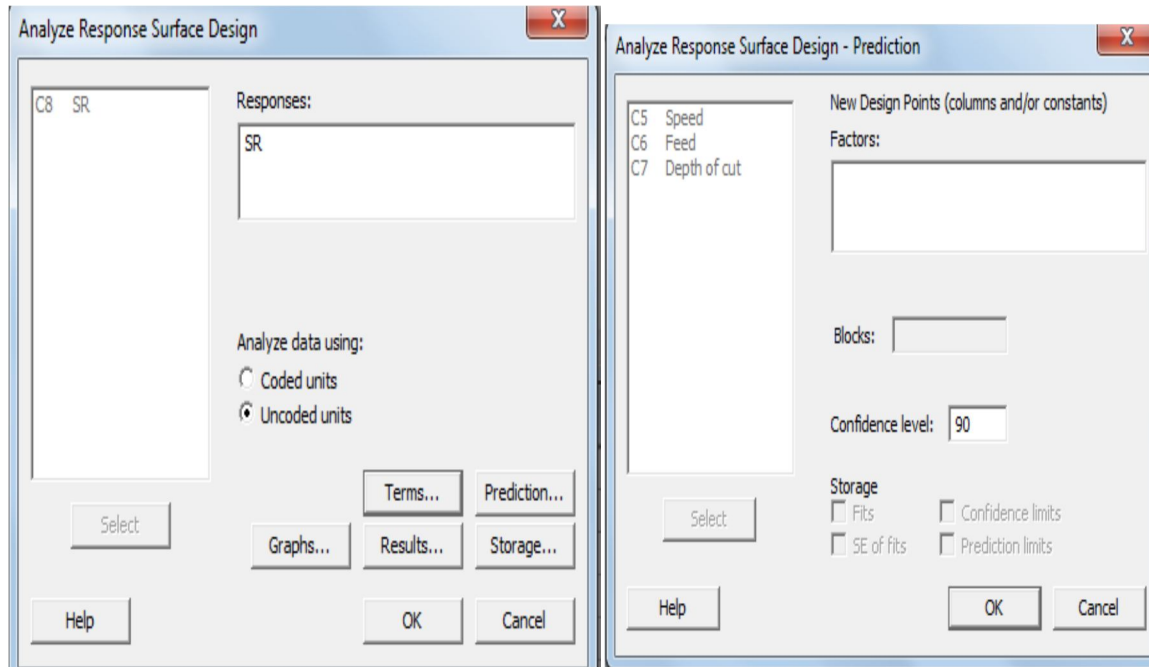 Analyze Response Surface Design
X
C8 SR
Responses:
SR
Analyze data using:
Coded units
Uncoded units
Terms...
Prediction...
Select
Graphs...
Results...
Storage...
Help
OK
Cancel
Analyze Response Surface Design - Prediction
X
C5 Speed
C6 Feed
C7 Depth of cut
New Design Points (columns and/or constants)
Factors:
Blocks:
Confidence level: 90
Storage
Fits
Confidence limits
SE of fits
Prediction limits
Select
Help
OK
Cancel